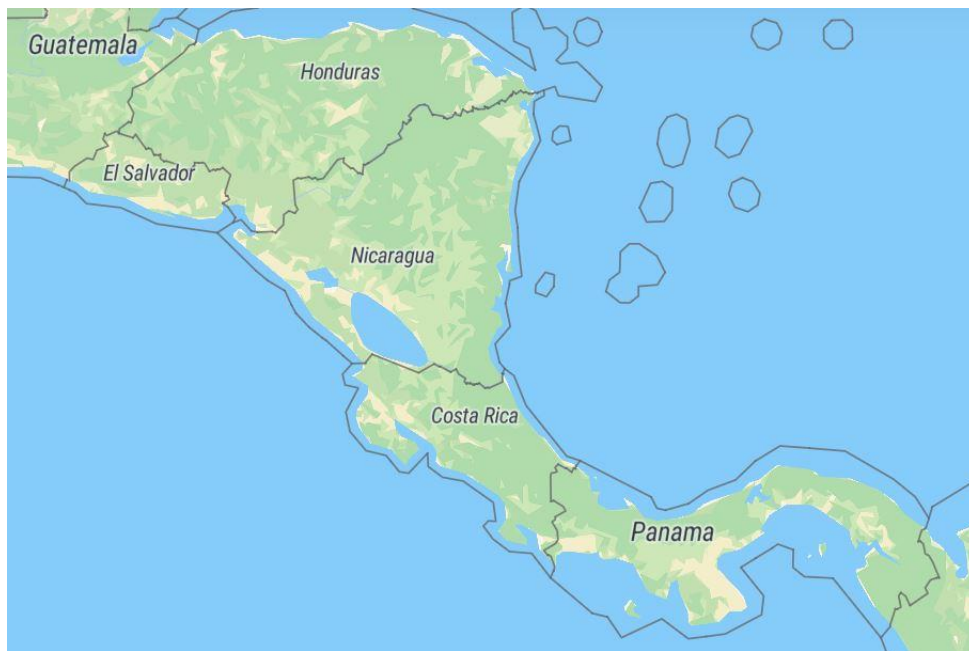 Guatemala
Honduras
El Salvador
Nicaragua
Costa Rica
Panama